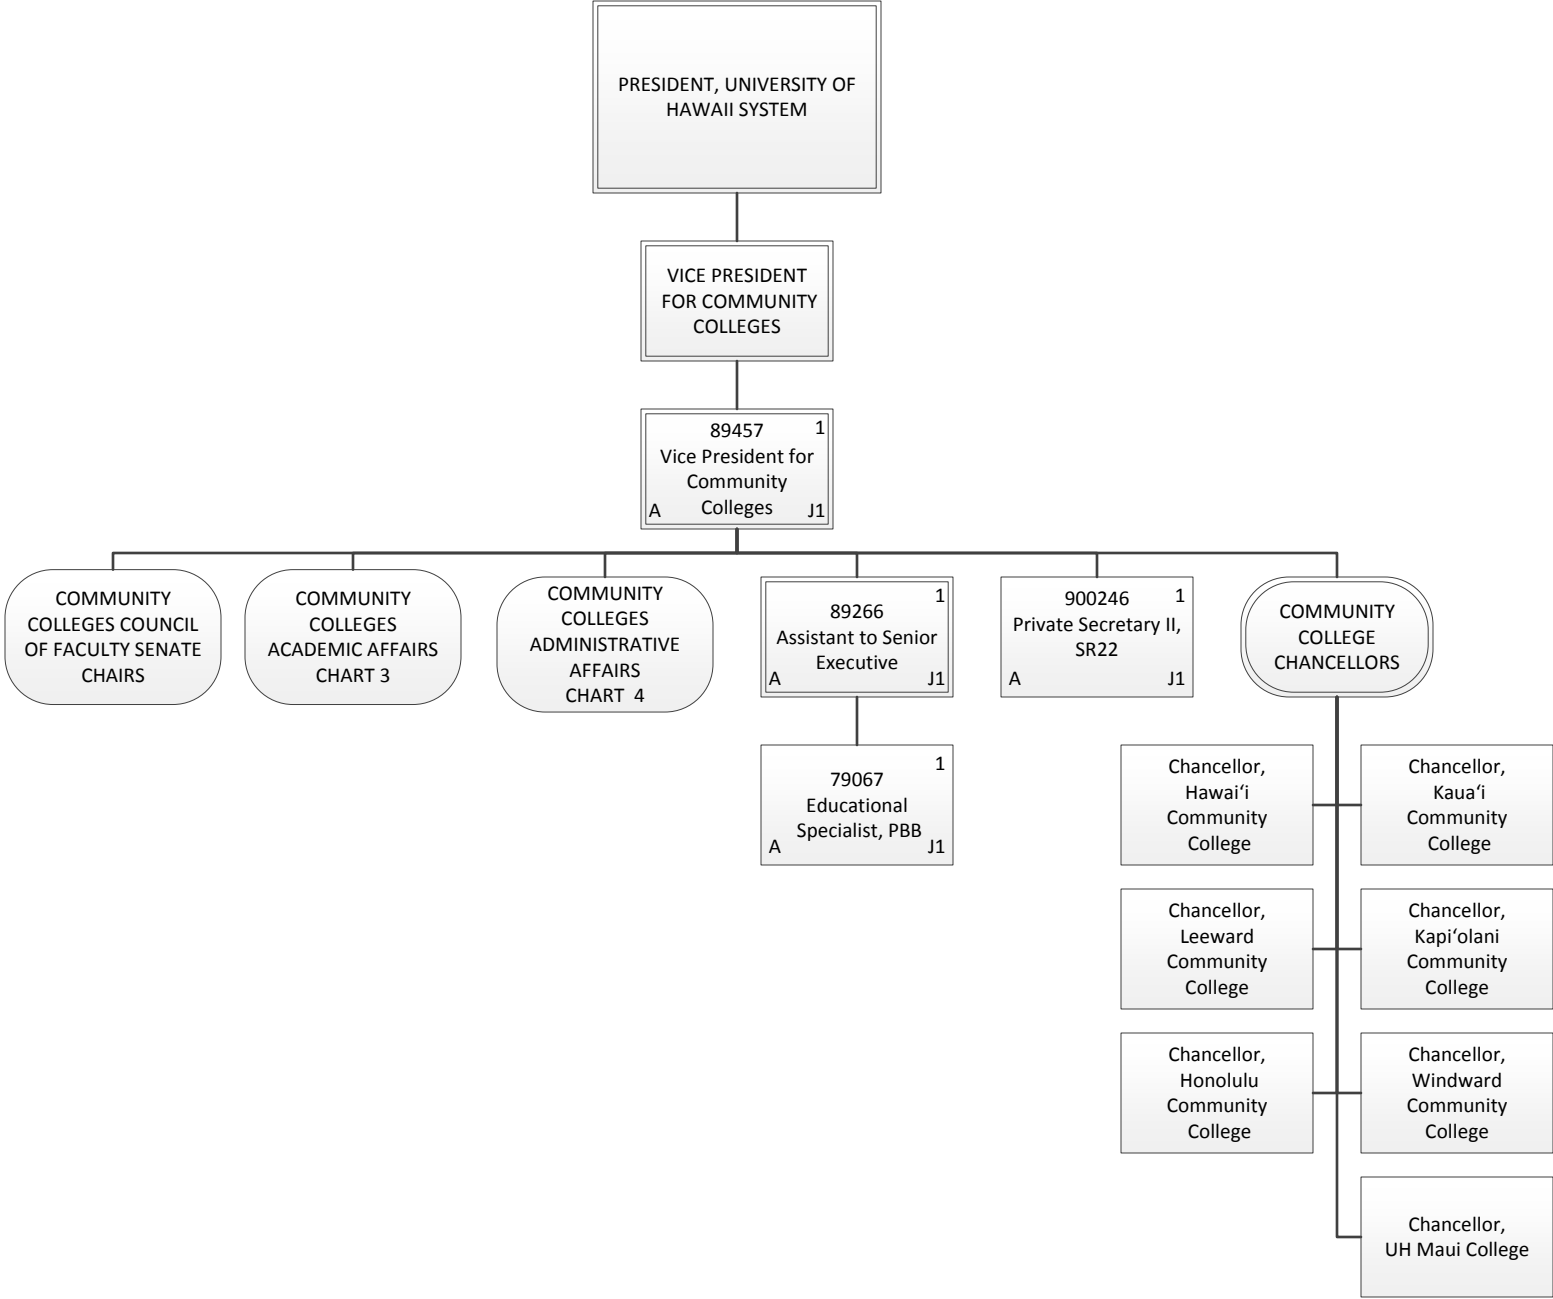 PRESIDENT, UNIVERSITY OF
HAWAII SYSTEM
VICE PRESIDENT
FOR COMMUNITY
COLLEGES
89457 1
Vice President for
Community
Colleges
A J1
COMMUNITY
COLLEGES COUNCIL
OF FACULTY SENATE
CHAIRS
COMMUNITY
COLLEGES
ACADEMIC AFFAIRS
CHART 3
COMMUNITY
COLLEGES
ADMINISTRATIVE
AFFAIRS
CHART 4
1
89266
Assistant to Senior
Executive
A J1
900246 1
Private Secretary II,
SR22
A J1
COMMUNITY
COLLEGE
CHANCELLORS
1
79067
Educational
Specialist, PBB
A J1
Chancellor,
Hawaiʻi
Community
College
Chancellor,
Kauaʻi
Community
College
Chancellor,
Leeward
Community
College
Chancellor,
Kapiʻolani
Community
College
Chancellor,
Honolulu
Community
College
Chancellor,
Windward
Community
College
Chancellor,
UH Maui College